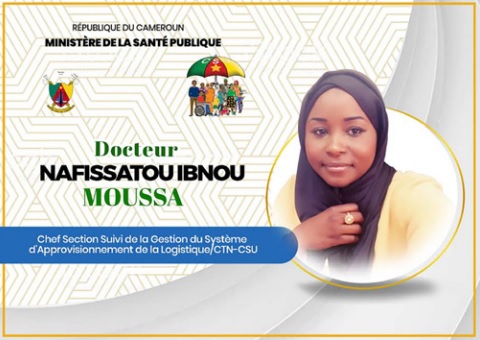 RÉPUBLIQUE DU CAMEROUN
MINISTÈRE DE LA SANTÉ PUBLIQUE
Docteur
NAFISSATOU IBNOU
MOUSSA
Chef Section Suivi de la Gestion du Système
d'Approvisionnement de la Logistique/CTN-CSU